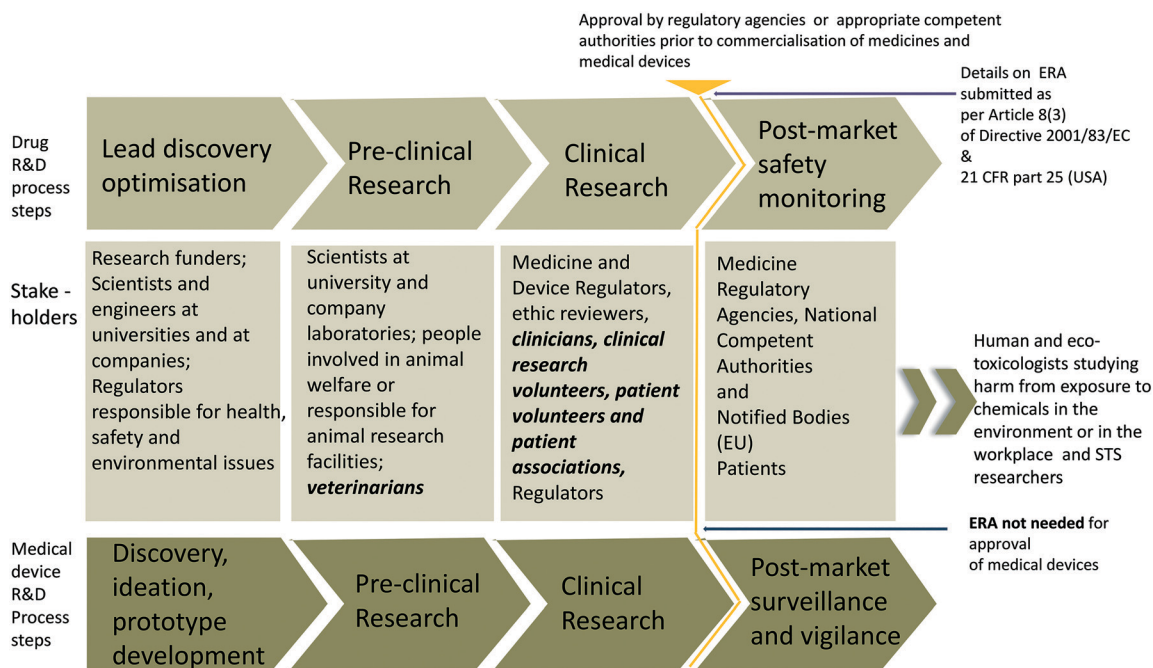 Approval by regulatory agencies or appropriate competent
authorities prior to commercialisation of medicines and
medical devices
Details on ERA
submitted as
per Article 8(3)
of Directive 2001/83/EC
&
21 CFR part 25 (USA)
Drug
R&D
process
steps
Lead discovery
optimisation
Pre-clinical
Research
Clinical
Research
Post-market
safety
monitoring
Stake -
holders
Research funders;
Scientists and
engineers at
universities and at
companies;
Regulators
responsible for health,
safety and
environmental issues
Scientists at
university and
company
laboratories; people
involved in animal
welfare or
responsible for
animal research
facilities;
veterinarians
Medicine and
Device Regulators,
ethic reviewers,
clinicians, clinical
research
volunteers, patient
volunteers and
patient
associations,
Regulators
Medicine
Regulatory
Agencies, National
Competent
Authorities
and
Notified Bodies
(EU)
Patients
Human and eco-
toxicologists studying
harm from exposure to
chemicals in the
environment or in the
workplace and STS
researchers
ERA not needed for
approval
of medical devices
Medical
device
R&D
Process
steps
Discovery,
ideation,
prototype
development
Pre-clinical
Research
Clinical
Research
Post-market
surveillance
and vigilance